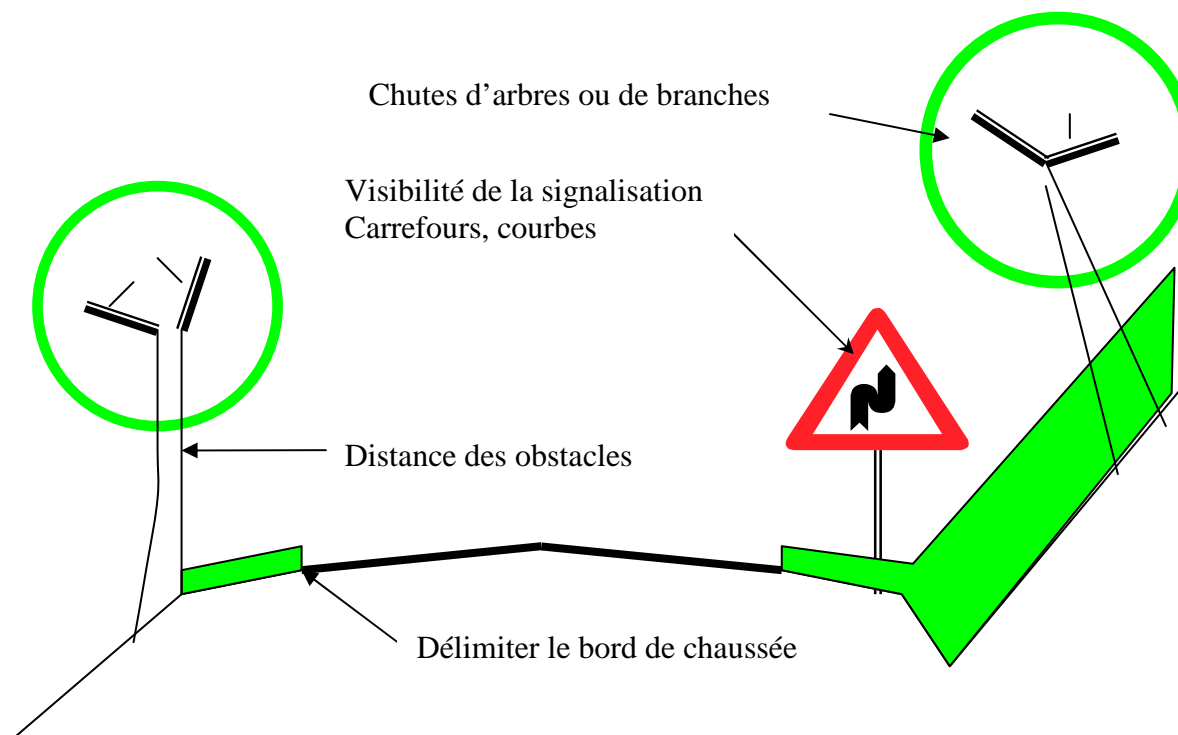 Chutes d’arbres ou de branches
Visibilité de la signalisation
Carrefours, courbes
Distance des obstacles
Délimiter le bord de chaussée